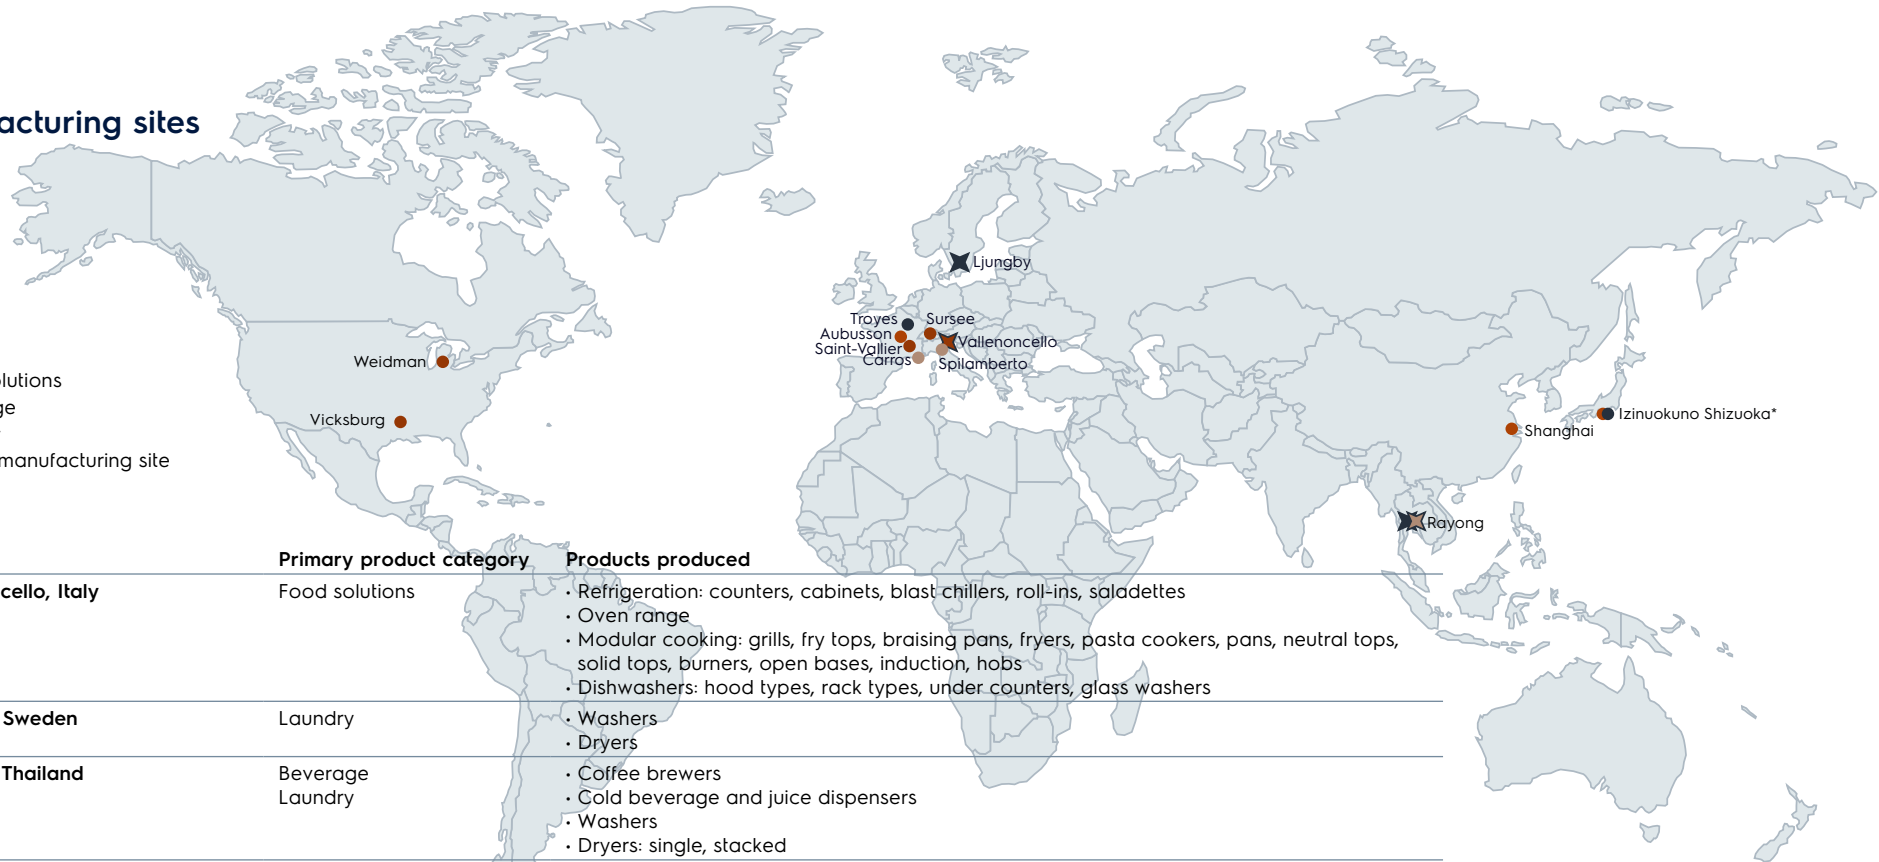 acturing sites
Ljungby
Troyes
Sursee
Aubusson
Vallenoncello
Saint-Vallier
Carros
Spilamberto
Weidman
Vicksburg
Izinuokuno Shizuoka*
Shanghai
Rayong
lutions
ge
manufacturing site
Primary product category Products produced
cello, Italy Food solutions • Refrigeration: counters, cabinets, blast chillers, roll-ins, saladettes
• Oven range
• Modular cooking: grills, fry tops, braising pans, fryers, pasta cookers, pans, neutral tops,
solid tops, burners, open bases, induction, hobs
• Dishwashers: hood types, rack types, under counters, glass washers
Sweden Laundry • Washers
• Dryers
Thailand Beverage • Coffee brewers
Laundry • Cold beverage and juice dispensers
• Washers
• Dryers: single, stacked